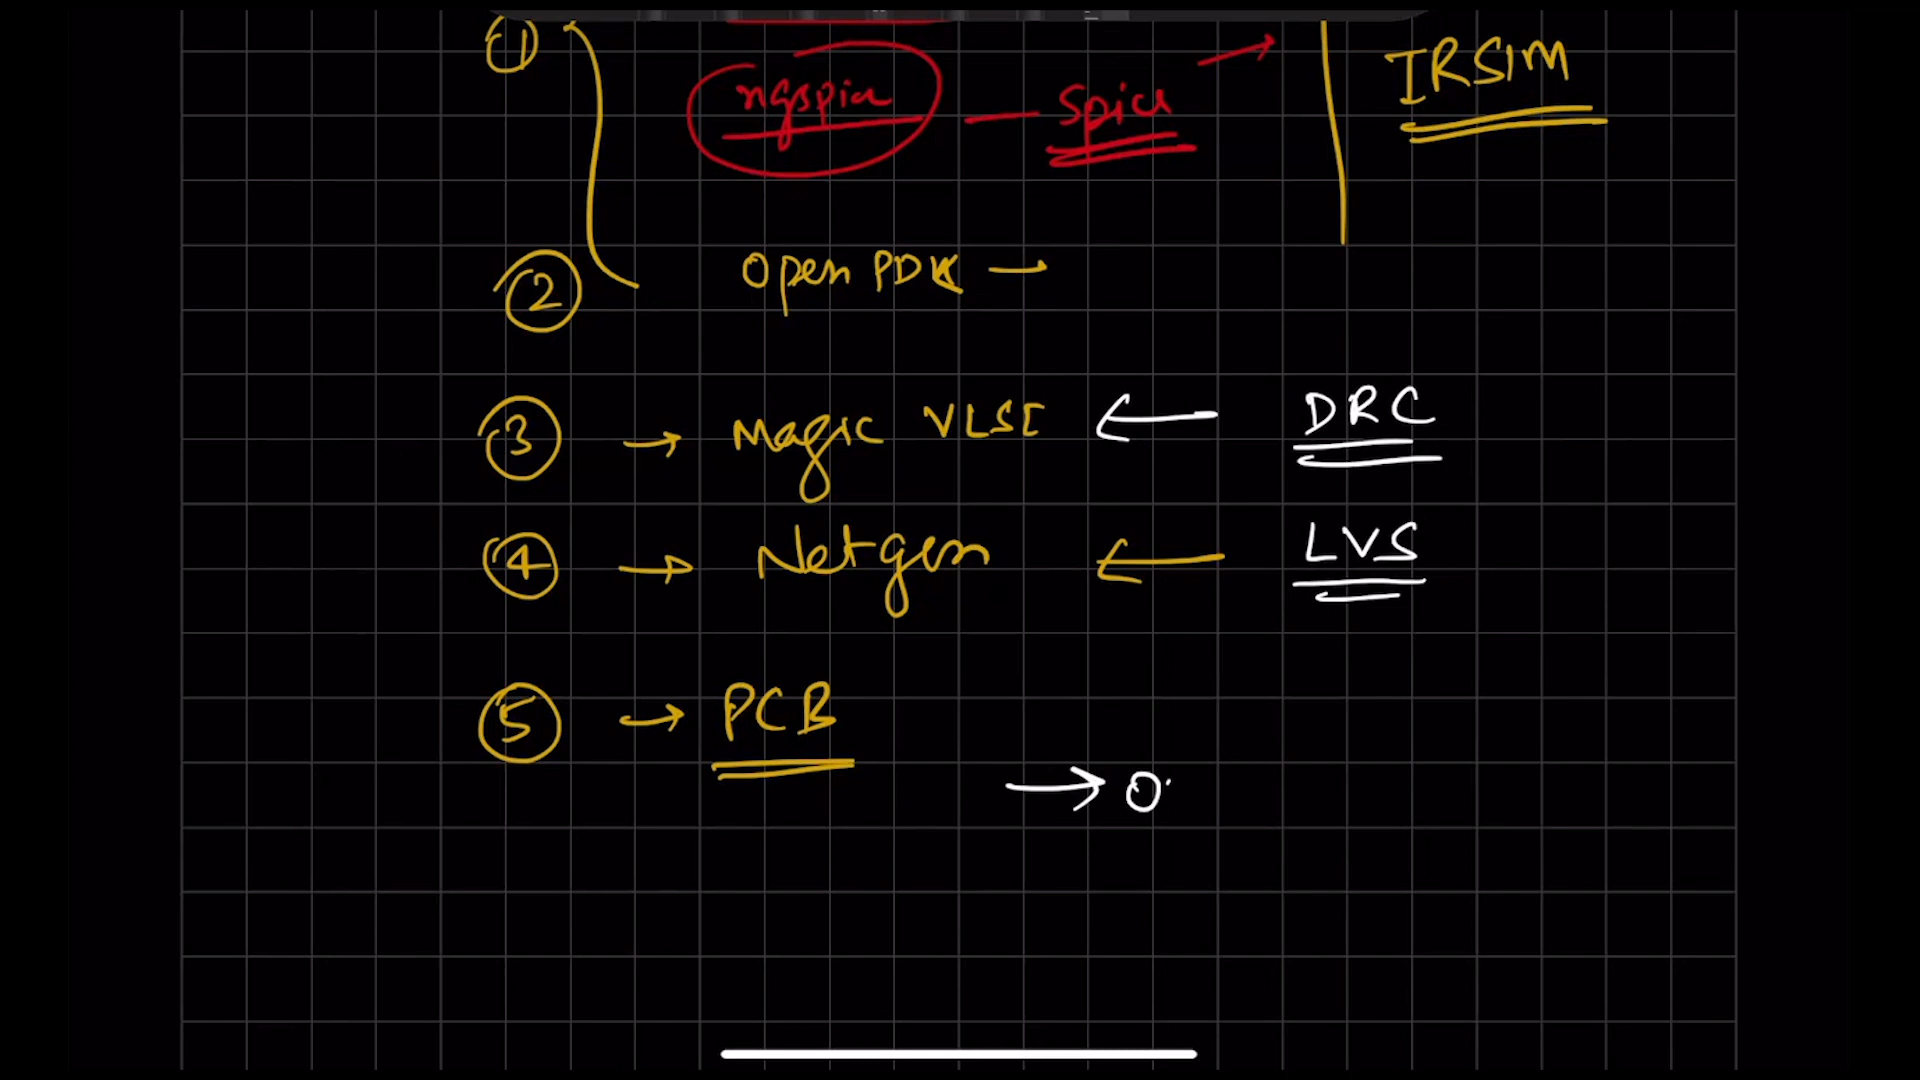 ① ngspice — Spice → IRSIM
② Open PDK →
③ → Magic VLSI ← DRC
④ → Netgen ← LVS
⑤ → PCB
→ O